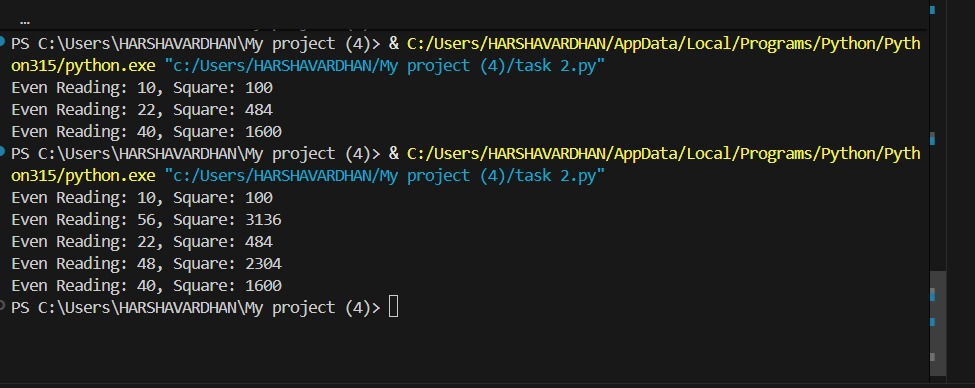 ...
PS C:\Users\HARSHAVARDHAN\My project (4)> & C:/Users/HARSHAVARDHAN/AppData/Local/Programs/Python/Pyth
on315/python.exe "c:/Users/HARSHAVARDHAN/My project (4)/task 2.py"
Even Reading: 10, Square: 100
Even Reading: 22, Square: 484
Even Reading: 40, Square: 1600
PS C:\Users\HARSHAVARDHAN\My project (4)> & C:/Users/HARSHAVARDHAN/AppData/Local/Programs/Python/Pyth
on315/python.exe "c:/Users/HARSHAVARDHAN/My project (4)/task 2.py"
Even Reading: 10, Square: 100
Even Reading: 56, Square: 3136
Even Reading: 22, Square: 484
Even Reading: 48, Square: 2304
Even Reading: 40, Square: 1600
PS C:\Users\HARSHAVARDHAN\My project (4)>